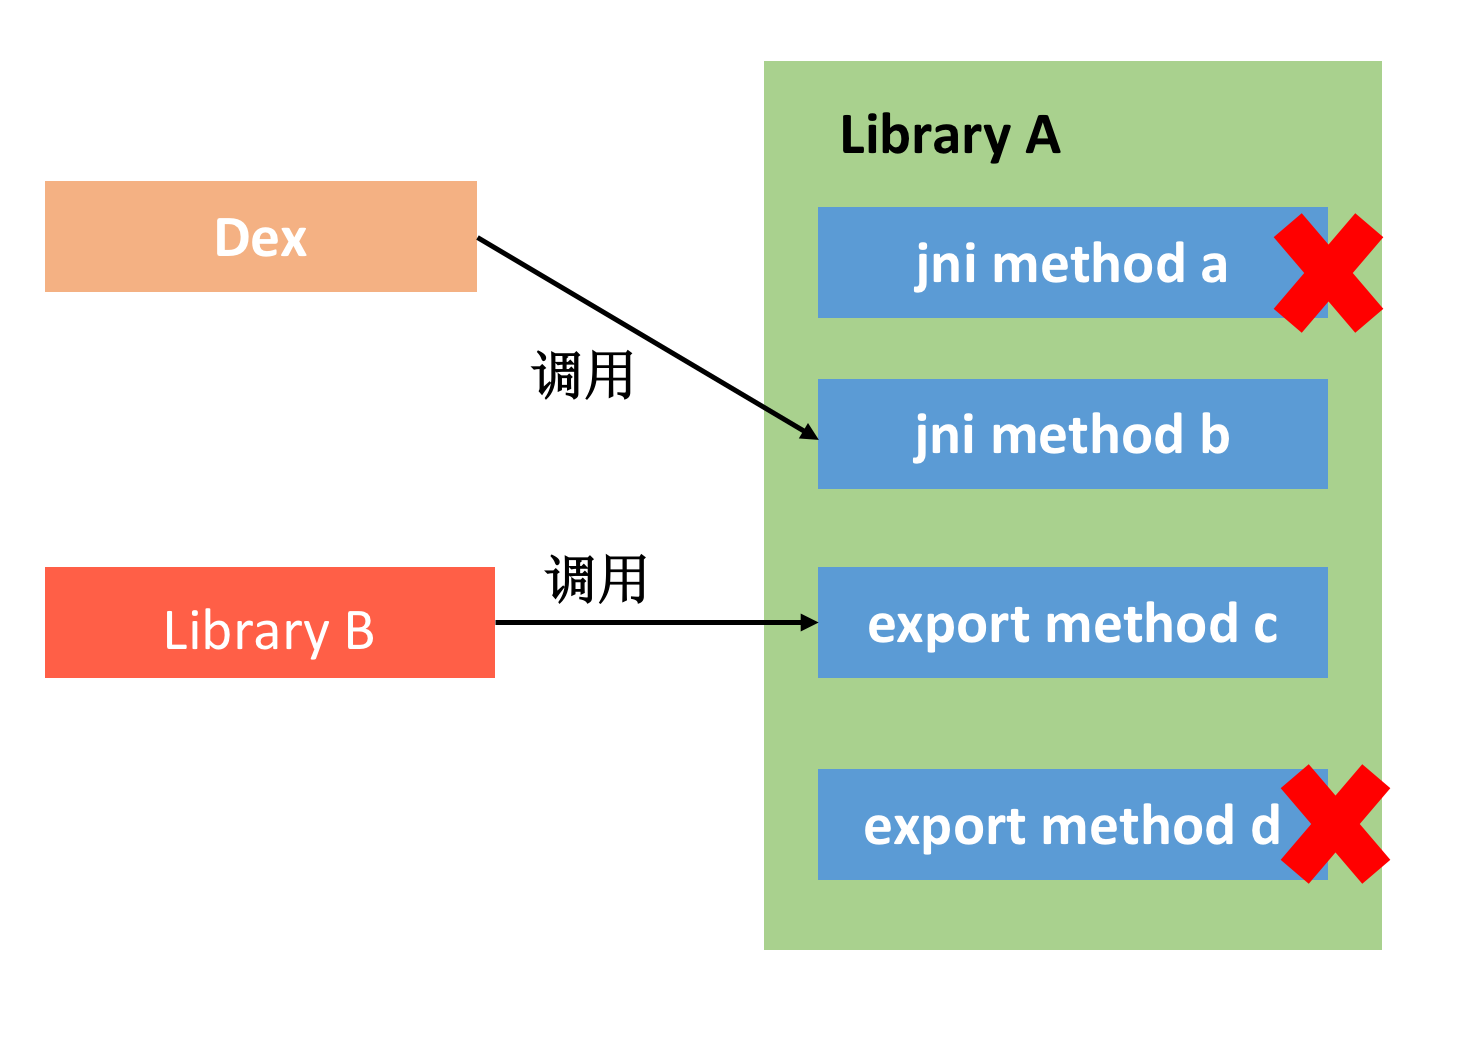 Library A
Dex
jni method a
调用
jni method b
调用
Library B
export method c
export method d